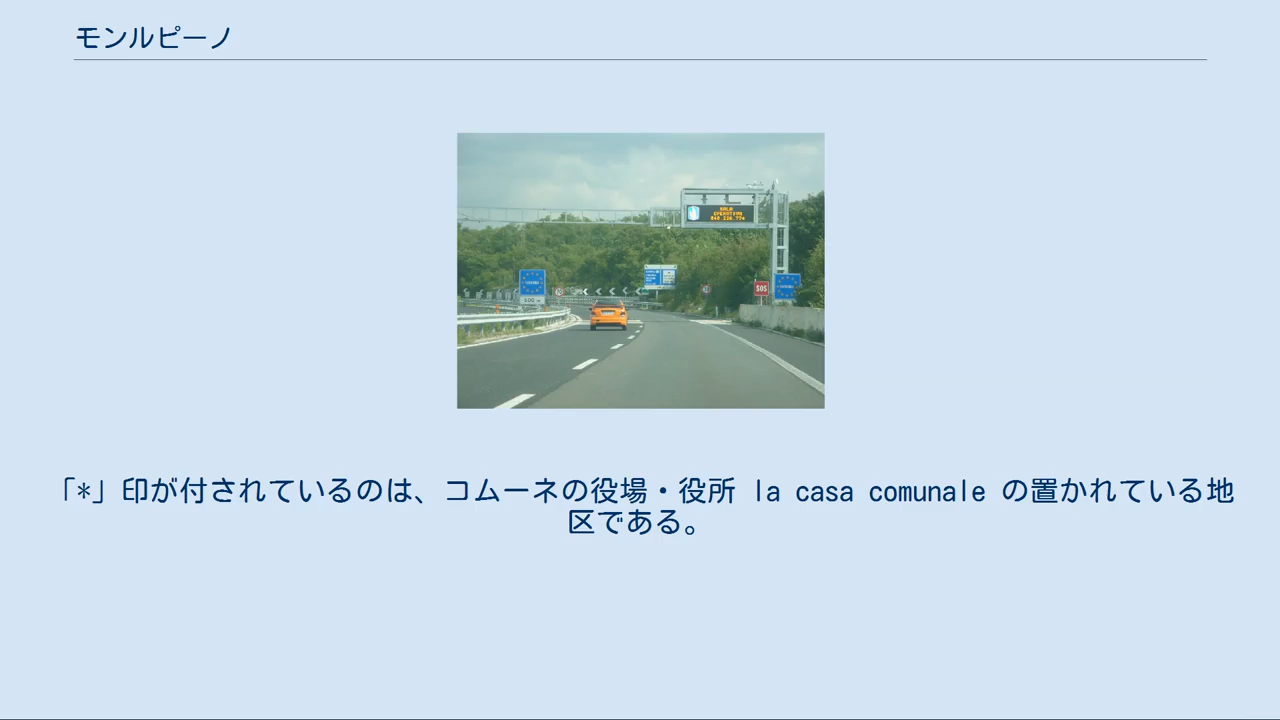 モンルピーノ
SOS
「*」印が付されているのは、コムーネの役場・役所 la casa comunale の置かれている地
区である。